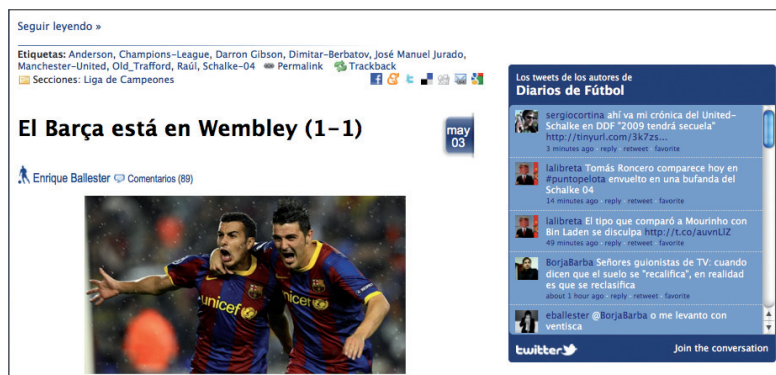 Seguir leyendo »
Etiquetas: Anderson, Champions-League, Darron Gibson, Dimitar-Berbatov, José Manuel Jurado,
Manchester-United, Old_Trafford, Raúl, Schalke-04 Permalink Trackback
Secciones: Liga de Campeones
El Barça está en Wembley (1-1)
may
03
Enrique Ballester Comentarios (89)
unicef
unicef
Los tweets de los autores de
Diarios de Fútbol
sergiocortina ahí va mi crónica del United-
Schalke en DDF "2009 tendrá secuela"
http://tinyurl.com/3k7zs...
3 minutes ago · reply · retweet · favorite
lalibreta Tomás Roncero comparece hoy en
#puntopelota envuelto en una bufanda del
Schalke 04
14 minutes ago · reply · retweet · favorite
lalibreta El tipo que comparó a Mourinho con
Bin Laden se disculpa http://t.co/auvnLIZ
49 minutes ago · reply · retweet · favorite
BorjaBarba Señores guionistas de TV: cuando
dicen que el suelo se "recalifica", en realidad
es que se reclasifica
about 1 hour ago · reply · retweet · favorite
eballester @BorjaBarba o me levanto con
ventisca
twitter
Join the conversation